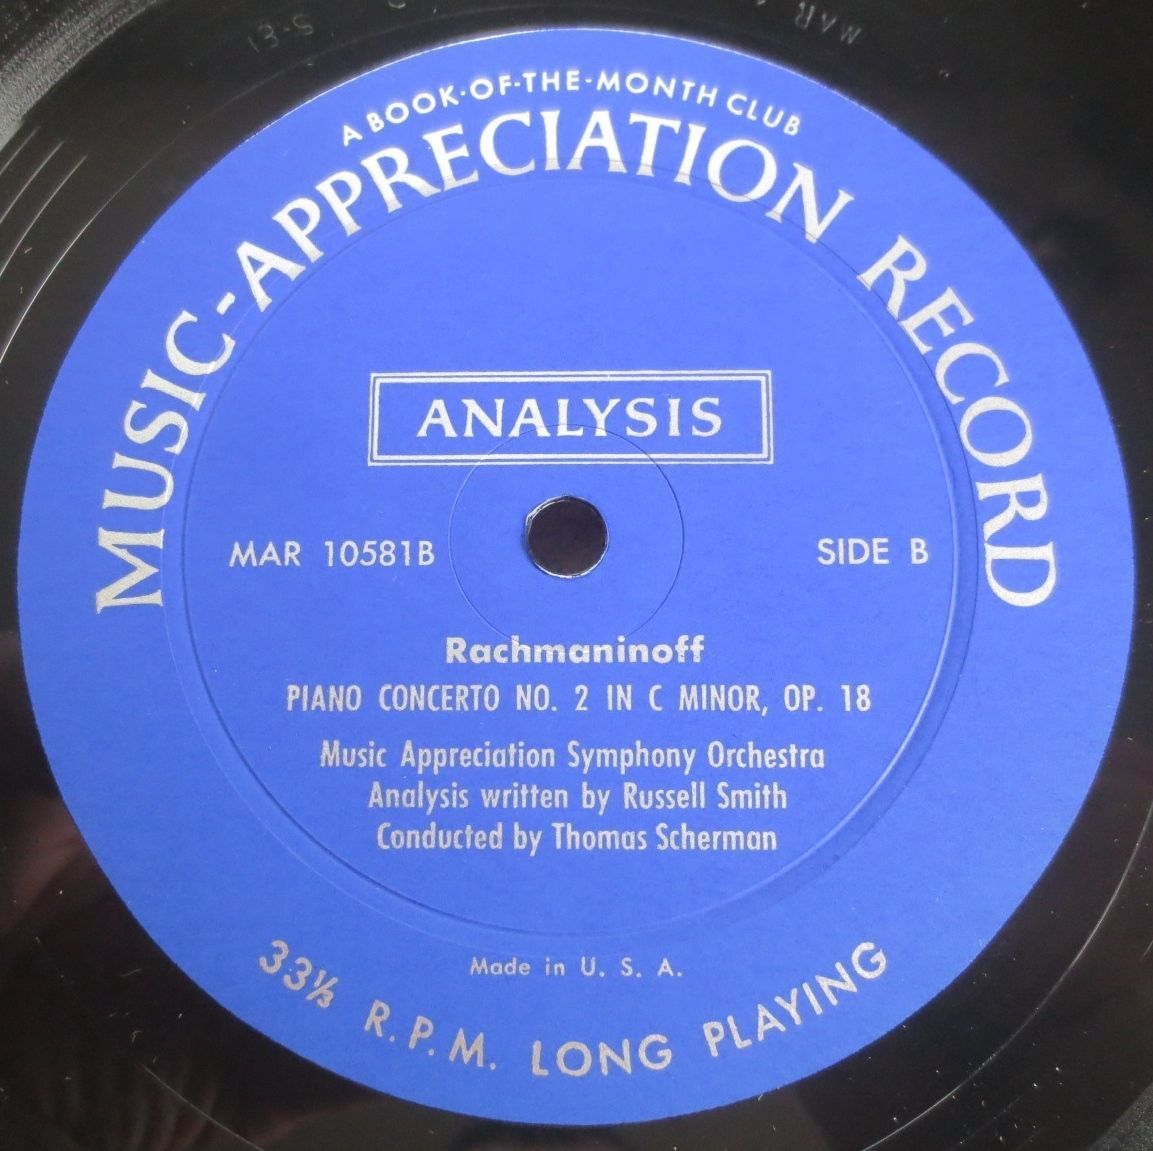 A BOOK-OF-THE-MONTH CLUB
MUSIC-APPRECIATION RECORD
ANALYSIS
MAR 10581B
SIDE B
Rachmaninoff
PIANO CONCERTO NO. 2 IN C MINOR, OP. 18
Music Appreciation Symphony Orchestra
Analysis written by Russell Smith
Conducted by Thomas Scherman
Made in U. S. A.
33⅓ R.P.M. LONG PLAYING
MAR